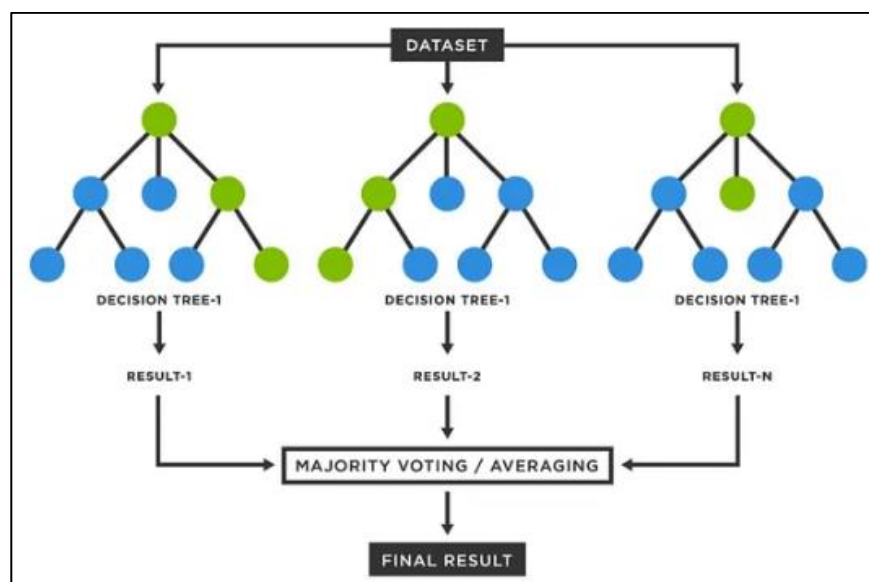 DATASET
DECISION TREE-1
DECISION TREE-1
DECISION TREE-1
RESULT-1
RESULT-2
RESULT-N
MAJORITY VOTING / AVERAGING
FINAL RESULT